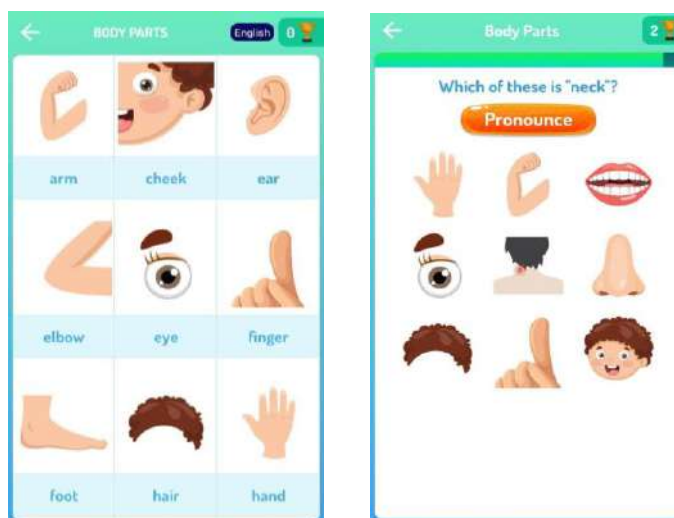 BODY PARTS English 0
arm cheek ear
elbow eye finger
foot hair hand
Body Parts 2
Which of these is "neck"?
Pronounce